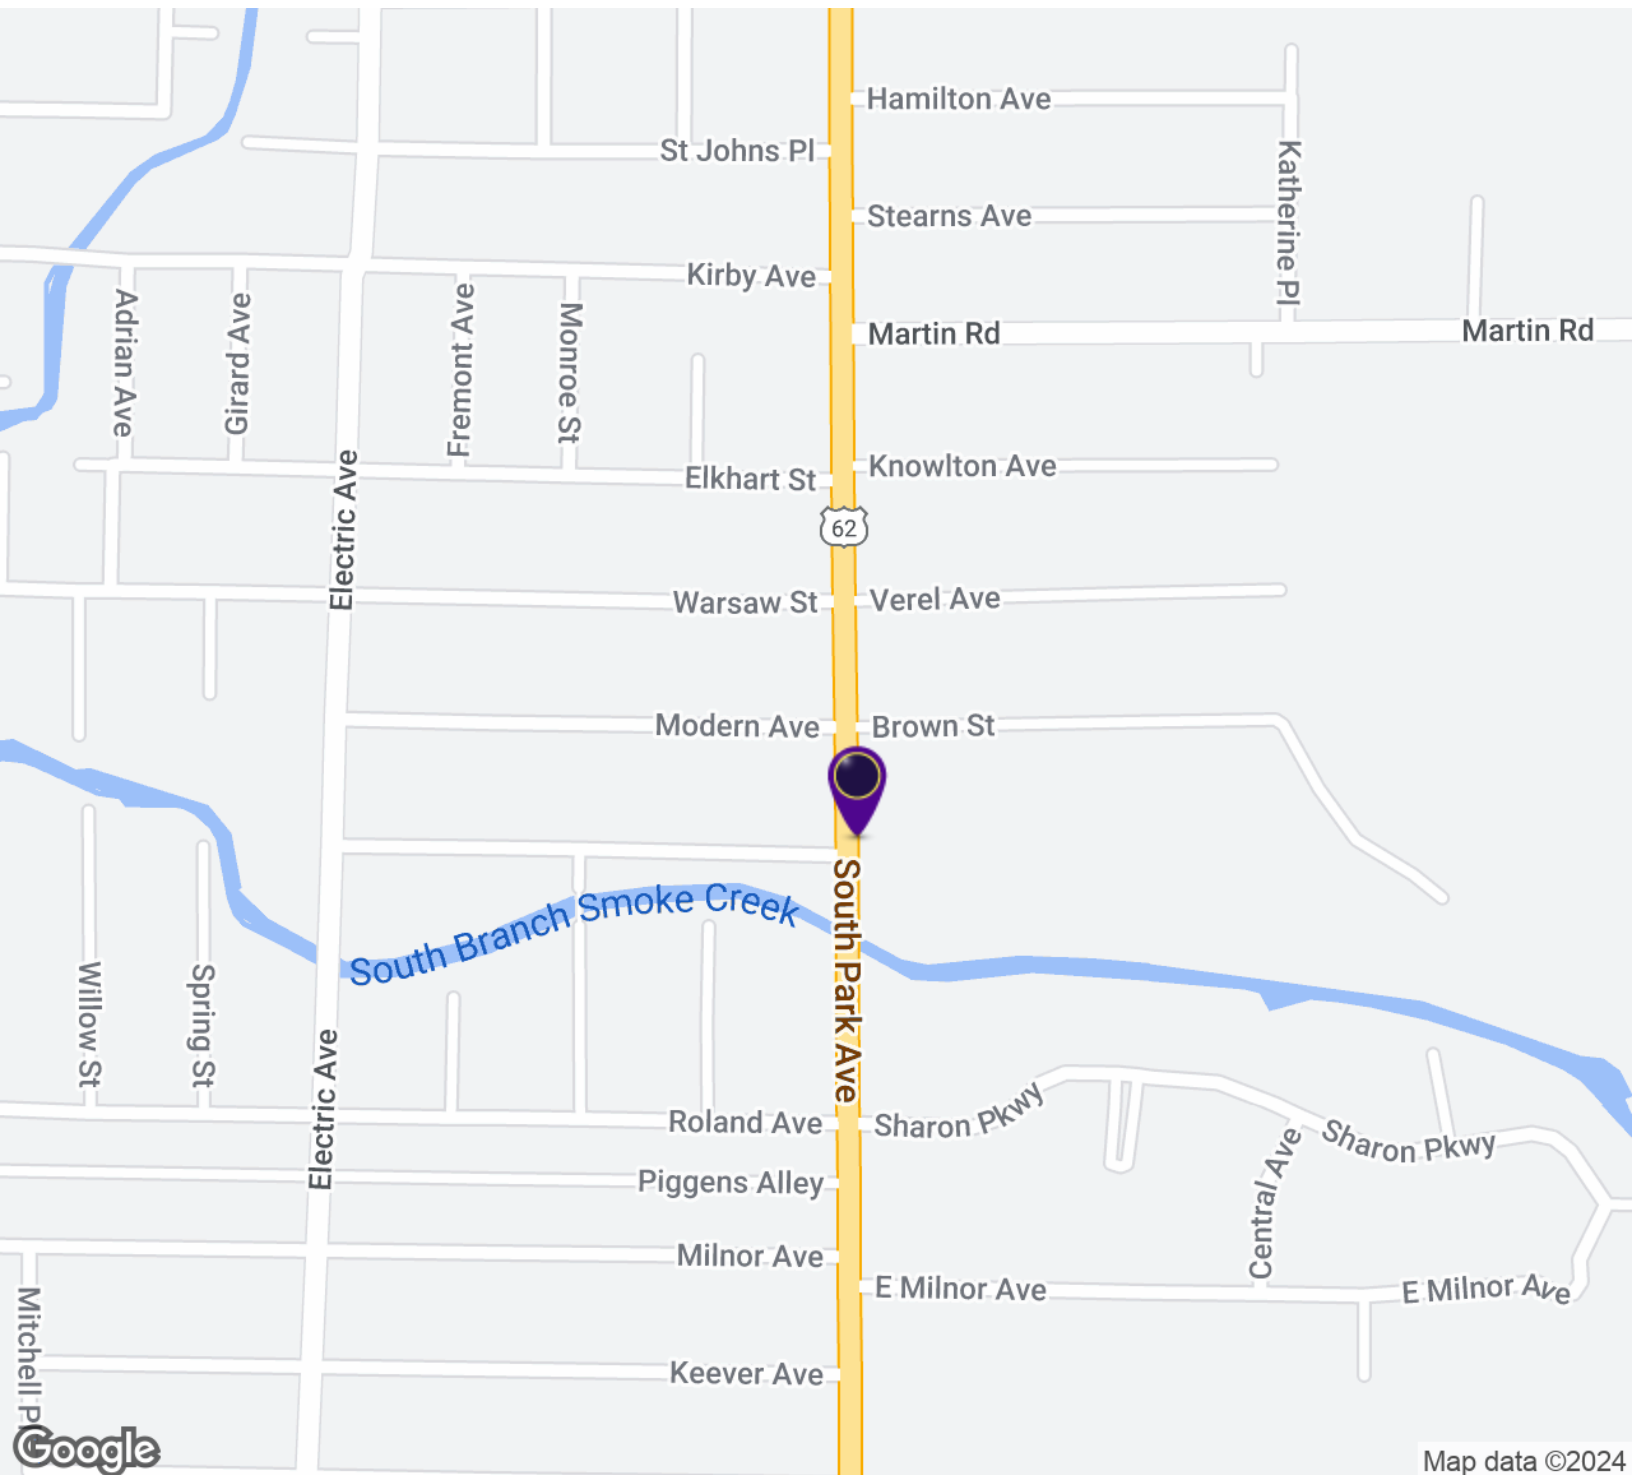 Hamilton Ave
St Johns Pl
Katherine Pl
Stearns Ave
Kirby Ave
Adrian Ave
Girard Ave
Fremont Ave
Monroe St
Martin Rd
Martin Rd
Electric Ave
Elkhart St
Knowlton Ave
62
Warsaw St
Verel Ave
Modern Ave
Brown St
South Branch Smoke Creek
South Park Ave
Willow St
Spring St
Electric Ave
Roland Ave
Sharon Pkwy
Sharon Pkwy
Central Ave
Piggens Alley
Milnor Ave
E Milnor Ave
E Milnor Ave
Mitchell Pl
Keever Ave
Google
Map data ©2024